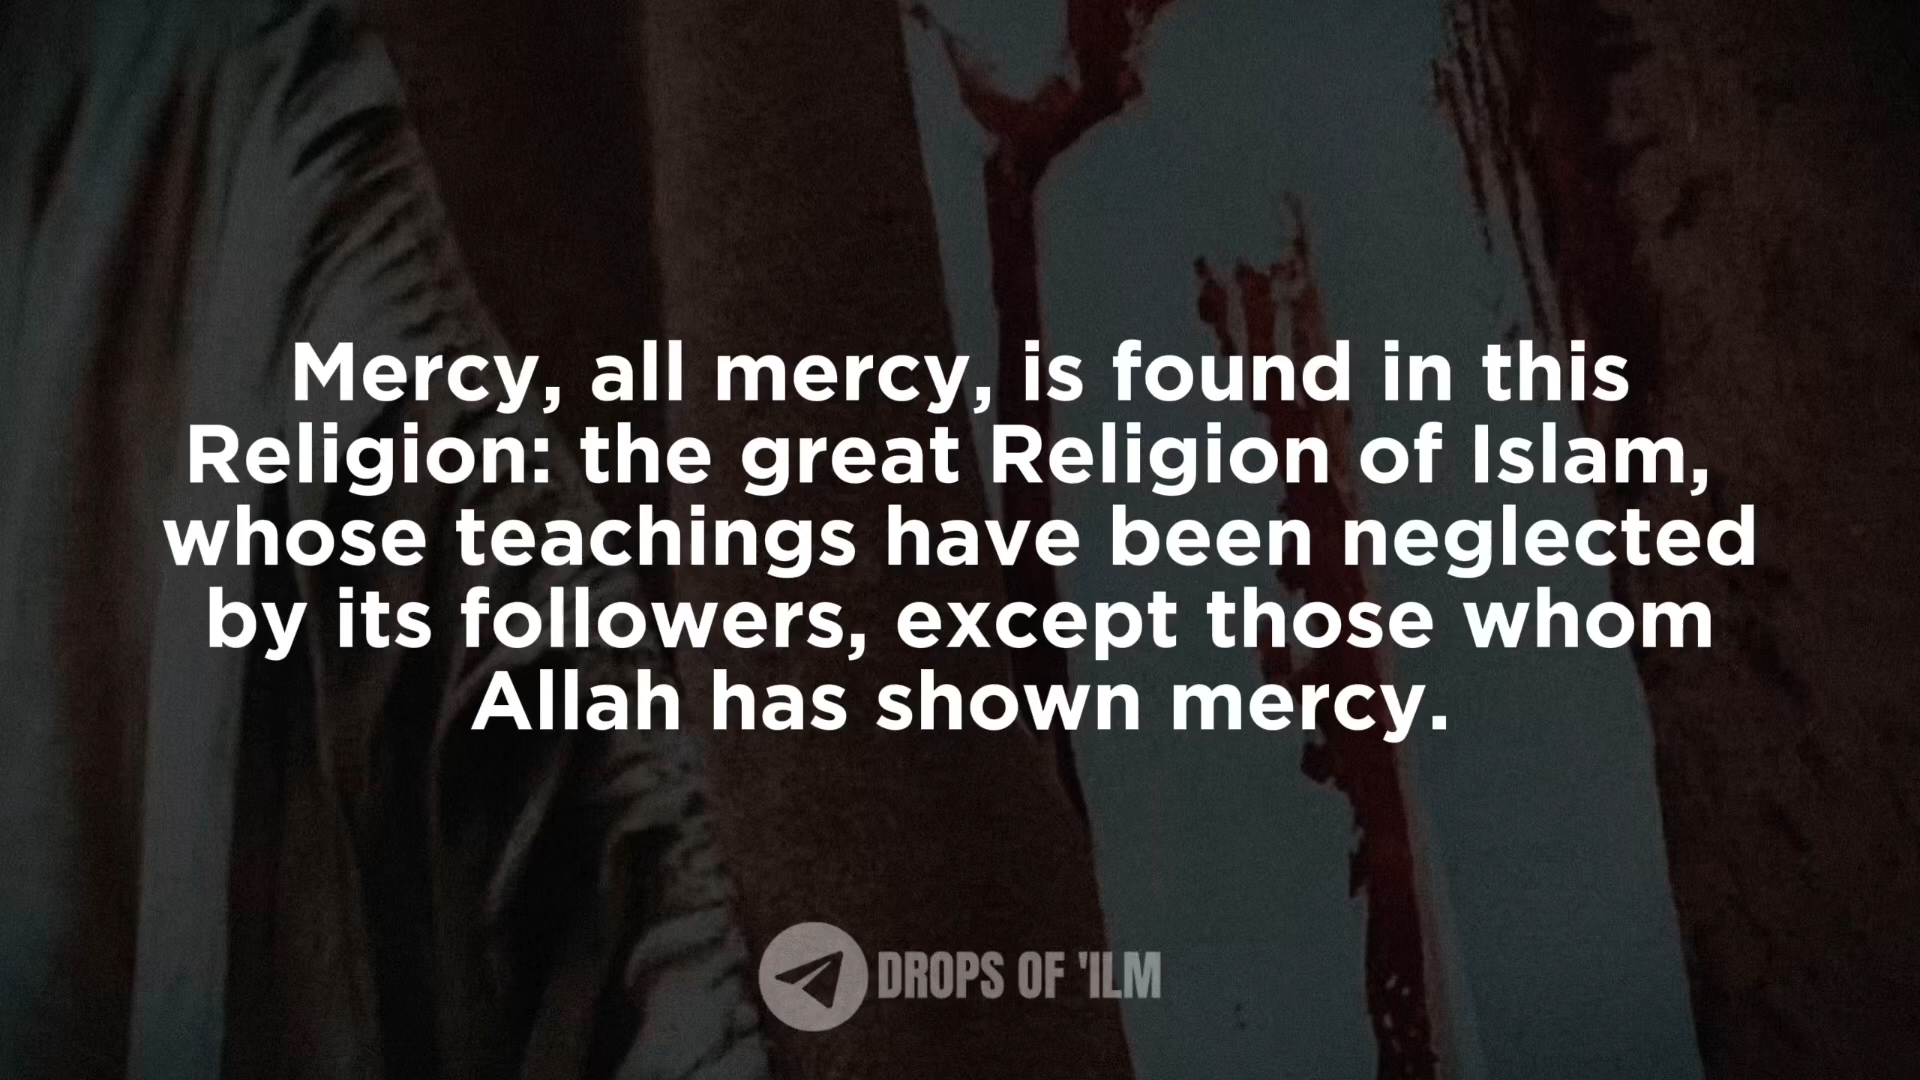 Mercy, all mercy, is found in this
Religion: the great Religion of Islam,
whose teachings have been neglected
by its followers, except those whom
Allah has shown mercy.
DROPS OF 'ILM